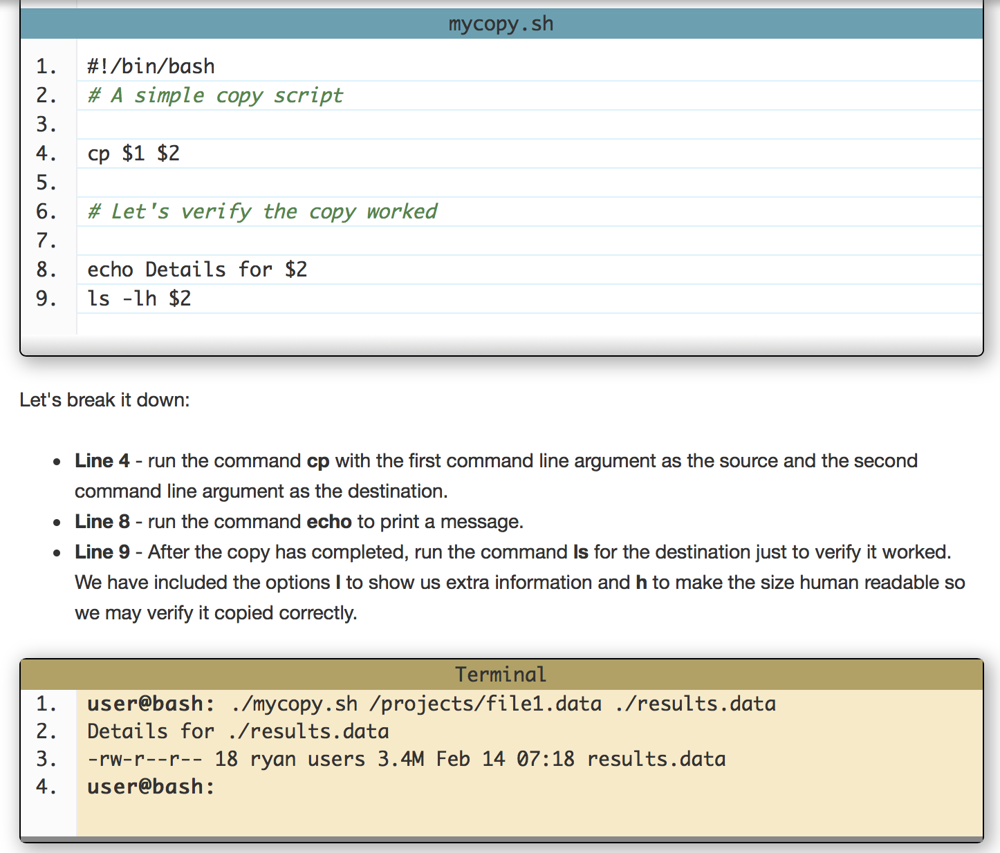 mycopy.sh
1. #!/bin/bash
2. # A simple copy script
3.
4. cp $1 $2
5.
6. # Let's verify the copy worked
7.
8. echo Details for $2
9. ls -lh $2
Let's break it down:
• Line 4 - run the command cp with the first command line argument as the source and the second
command line argument as the destination.
• Line 8 - run the command echo to print a message.
• Line 9 - After the copy has completed, run the command ls for the destination just to verify it worked.
We have included the options l to show us extra information and h to make the size human readable so
we may verify it copied correctly.
Terminal
1. user@bash: ./mycopy.sh /projects/file1.data ./results.data
2. Details for ./results.data
3. -rw-r--r-- 18 ryan users 3.4M Feb 14 07:18 results.data
4. user@bash: